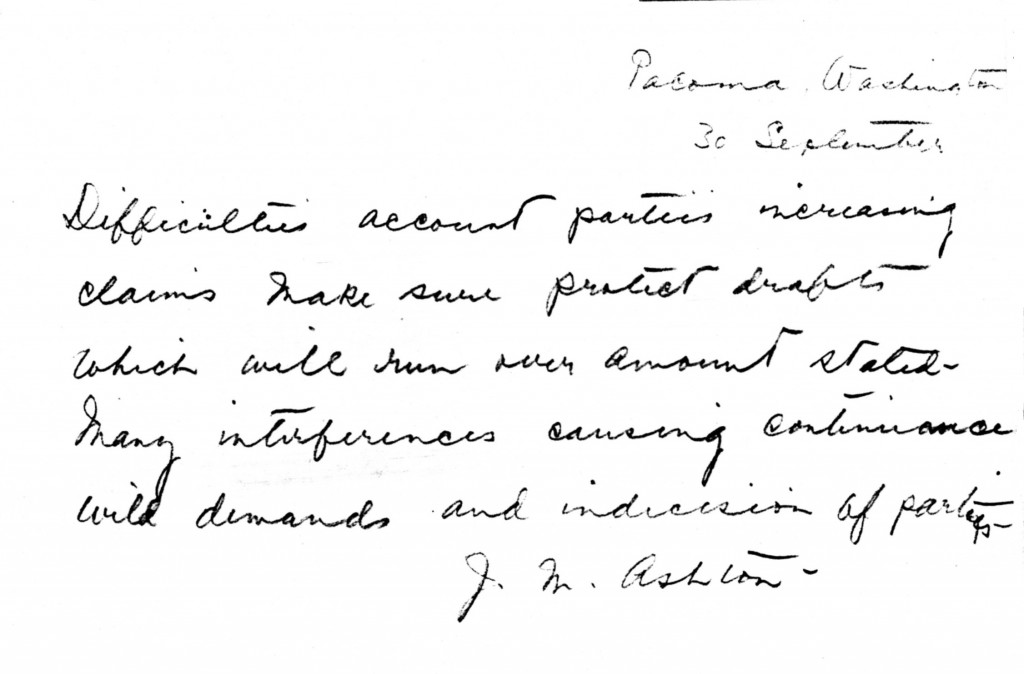 Tacoma, Washington
30 September
Difficulties account parties increasing
claims Make sure protect drafts
which will run over amount stated-
Many interferences causing continuance
wild demands and indecision of parties-
J. M. Ashton-